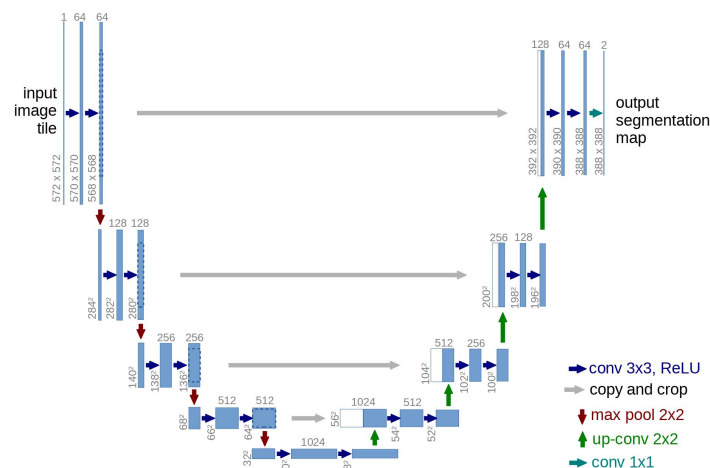 1 64 64
128 64 64 2
input
image
tile
output
segmentation
map
572 x 572
570 x 570
568 x 568
392 x 392
390 x 390
388 x 388
388 x 388
128 128
256 128
284²
282²
280²
200²
198²
196²
256 256
512 256
140²
138²
136²
104²
102²
100²
512 512
1024 512
68²
66²
64²
56²
54²
52²
1024
32²
conv 3x3, ReLU
copy and crop
max pool 2x2
up-conv 2x2
conv 1x1